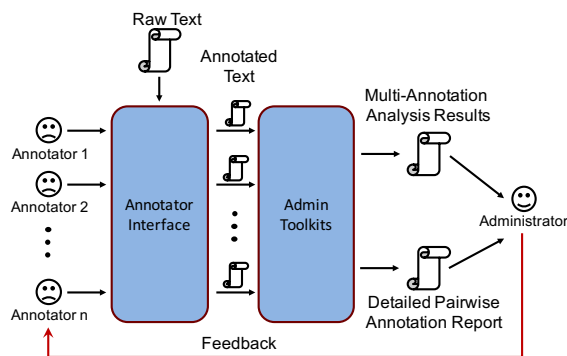 Raw Text
Annotated
Text
Multi-Annotation
Analysis Results
Annotator 1
Annotator 2
Annotator
Interface
Admin
Toolkits
Administrator
Annotator n
Detailed Pairwise
Annotation Report
Feedback